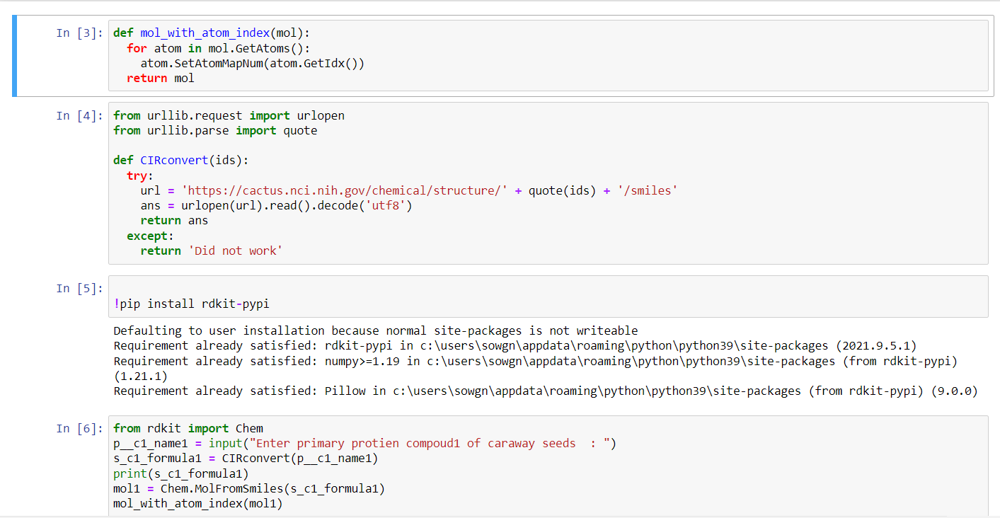 In [3]: def mol_with_atom_index(mol):
  for atom in mol.GetAtoms():
    atom.SetAtomMapNum(atom.GetIdx())
  return mol
In [4]: from urllib.request import urlopen
from urllib.parse import quote
def CIRconvert(ids):
  try:
    url = 'https://cactus.nci.nih.gov/chemical/structure/' + quote(ids) + '/smiles'
    ans = urlopen(url).read().decode('utf8')
    return ans
  except:
    return 'Did not work'
In [5]:
!pip install rdkit-pypi
Defaulting to user installation because normal site-packages is not writeable
Requirement already satisfied: rdkit-pypi in c:\users\sowgn\appdata\roaming\python\python39\site-packages (2021.9.5.1)
Requirement already satisfied: numpy>=1.19 in c:\users\sowgn\appdata\roaming\python\python39\site-packages (from rdkit-pypi)
(1.21.1)
Requirement already satisfied: Pillow in c:\users\sowgn\appdata\roaming\python\python39\site-packages (from rdkit-pypi) (9.0.0)
In [6]: from rdkit import Chem
p__c1_name1 = input("Enter primary protien compoud1 of caraway seeds  : ")
s_c1_formula1 = CIRconvert(p__c1_name1)
print(s_c1_formula1)
mol1 = Chem.MolFromSmiles(s_c1_formula1)
mol_with_atom_index(mol1)